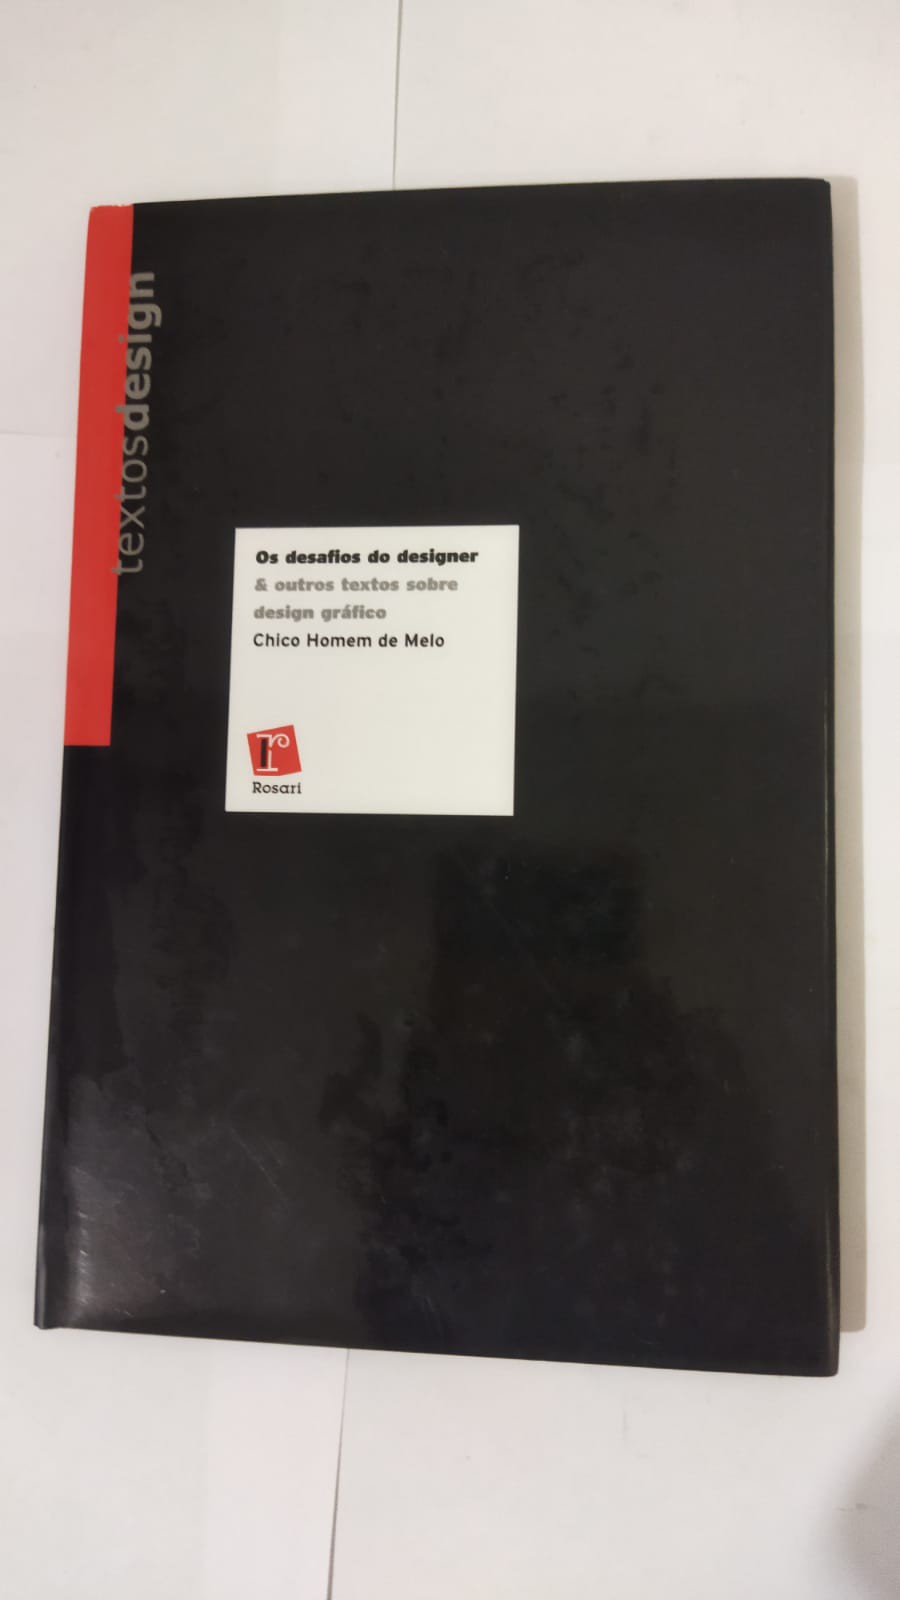 textosdesign
Os desafios do designer
& outros textos sobre
design gráfico
Chico Homem de Melo
r
Rosari